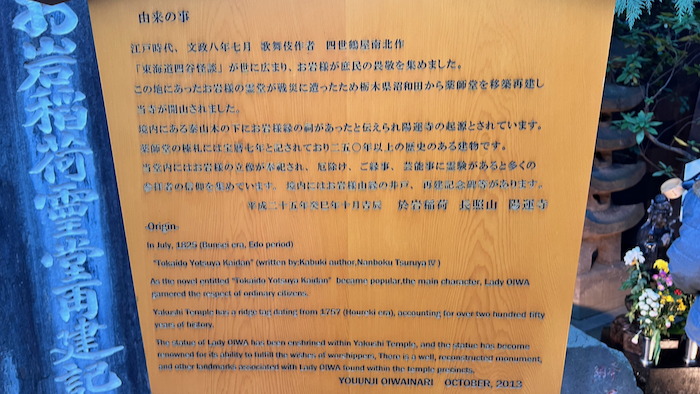 お岩稲荷霊堂再建記
由来の事
江戸時代、文政八年七月 歌舞伎作者 四世鶴屋南北作
「東海道四谷怪談」が世に広まり、お岩様が庶民の畏敬を集めました。
この地にあったお岩様の霊堂が戦災に遭ったため栃木県沼和田から薬師堂を移築再建し
当寺が開山されました。
境内にある泰山木の下にお岩様縁の祠があったと伝えられ陽運寺の起源とされています。
薬師堂の棟札には宝暦七年と記されており二五〇年以上の歴史のある建物です。
当堂内にはお岩様の立像が奉祀され、厄除け、ご縁事、芸能事に霊験があると多くの
参拝者の信仰を集めています。境内にはお岩様由縁の井戸、再建記念碑等があります。
平成二十五年癸巳年十月吉辰 於岩稲荷 長照山 陽運寺
-Origin-
In July, 1825 (Bunsei era, Edo period)
"Tokaido Yotsuya Kaidan" (written by:Kabuki author,Nanboku Tsuruya Ⅳ)
As the novel entitled "Tokaido Yotsuya Kaidan" became popular,the main character, Lady OIWA
garnered the respect of ordinary citizens.
Yakushi Temple has a ridge tag dating from 1757 (Houreki era), accounting for over two hundred fifty
years of history.
The statue of Lady OIWA has been enshrined within Yakushi Temple, and the statue has become
renowned for its ability to fulfill the wishes of worshippers. There is a well, reconstructed monument,
and other landmarks associated with Lady OIWA found within the temple precincts.
YOUUNJI OIWAINARI OCTOBER, 2013